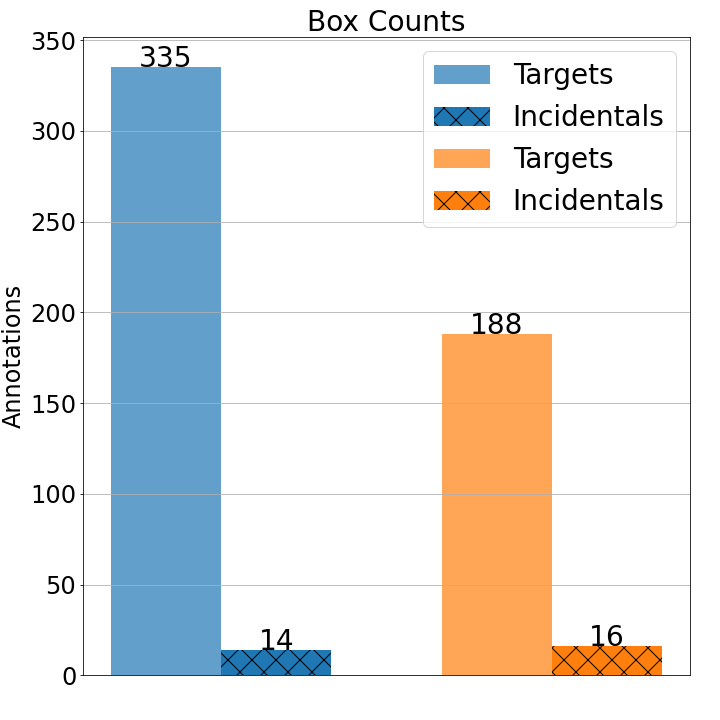 Box Counts
350
300
250
200
150
100
50
0
Annotations
335
14
188
16
Targets
Incidentals
Targets
Incidentals